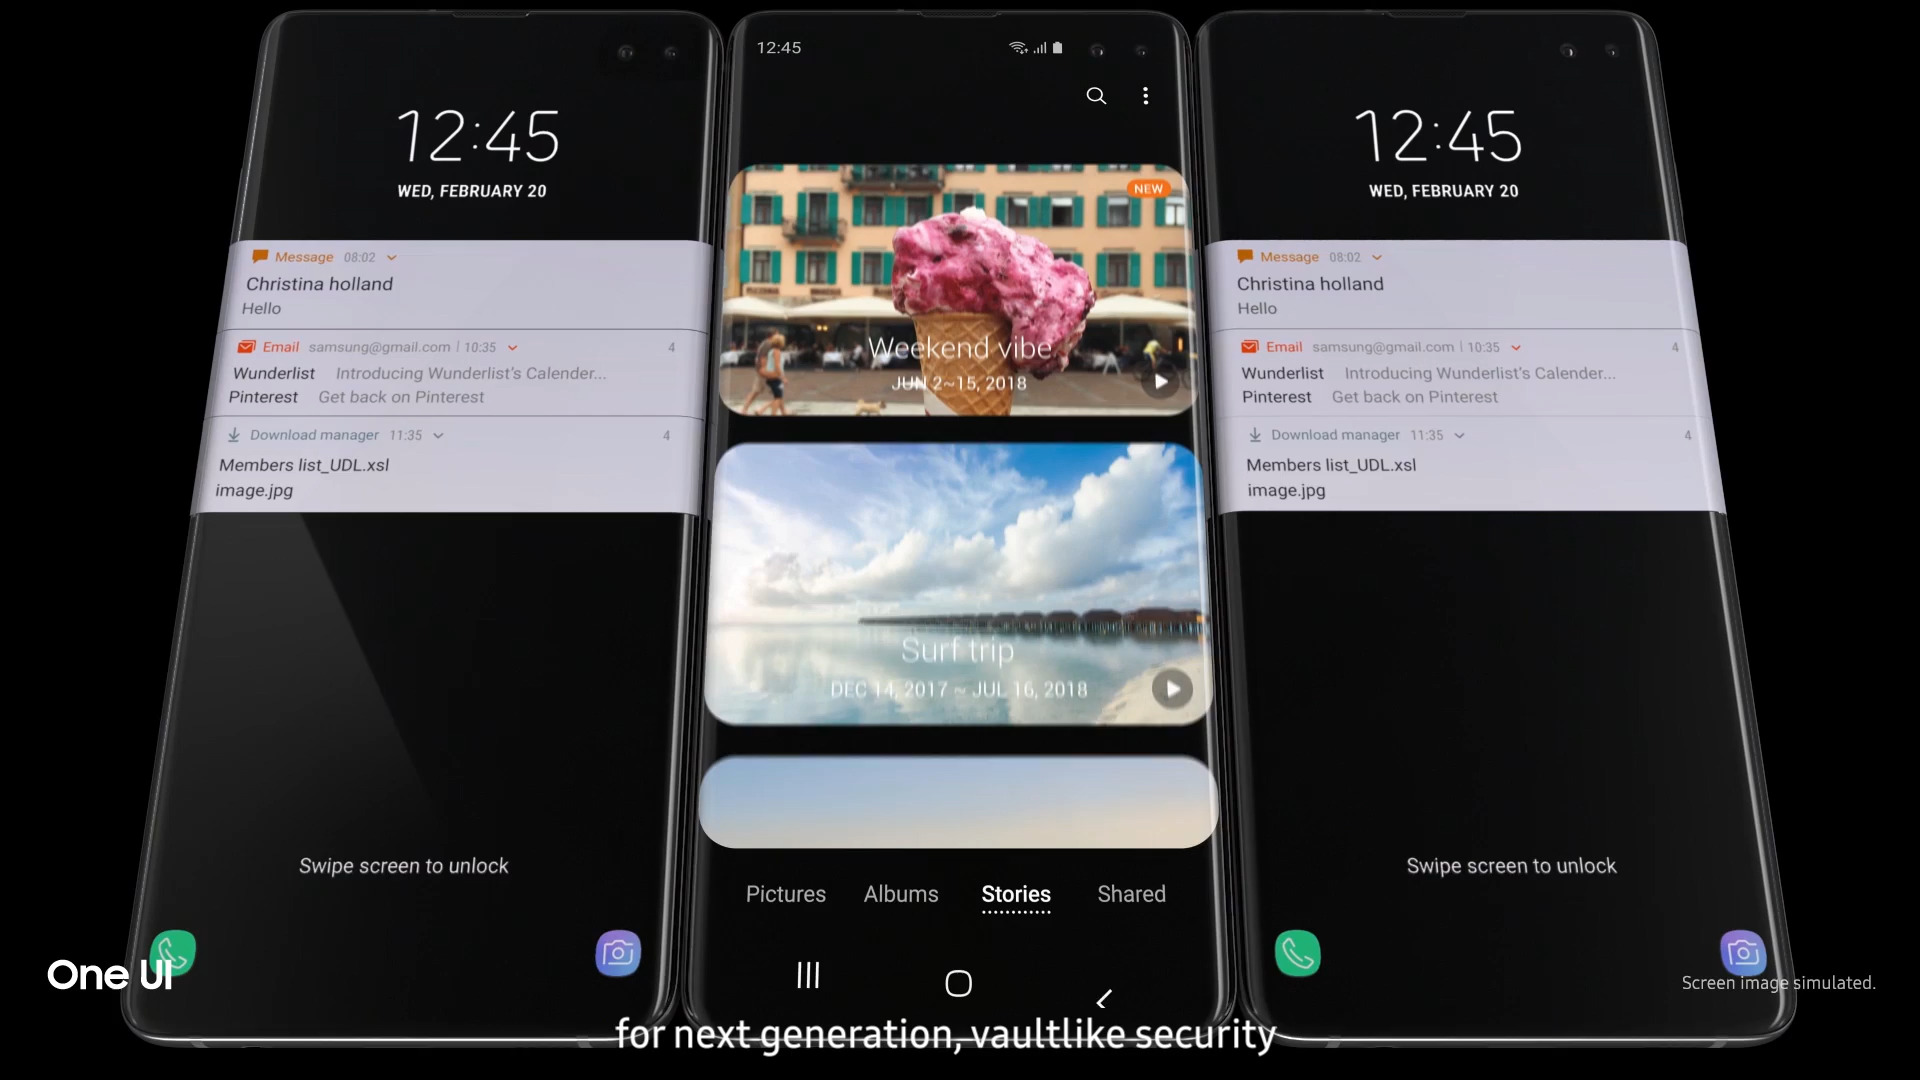 12:45
WED, FEBRUARY 20
Message 08:02
Christina holland
Hello
Email samsung@gmail.com | 10:35 4
Wunderlist Introducing Wunderlist's Calender...
Pinterest Get back on Pinterest
Download manager 11:35 4
Members list_UDL.xsl
image.jpg
Swipe screen to unlock
12:45
NEW
Weekend vibe
JUN 2~15, 2018
Surf trip
DEC 14, 2017 ~ JUL 16, 2018
Pictures Albums Stories Shared
12:45
WED, FEBRUARY 20
Message 08:02
Christina holland
Hello
Email samsung@gmail.com | 10:35 4
Wunderlist Introducing Wunderlist's Calender...
Pinterest Get back on Pinterest
Download manager 11:35 4
Members list_UDL.xsl
image.jpg
Swipe screen to unlock
One UI
Screen image simulated.
for next generation, vaultlike security